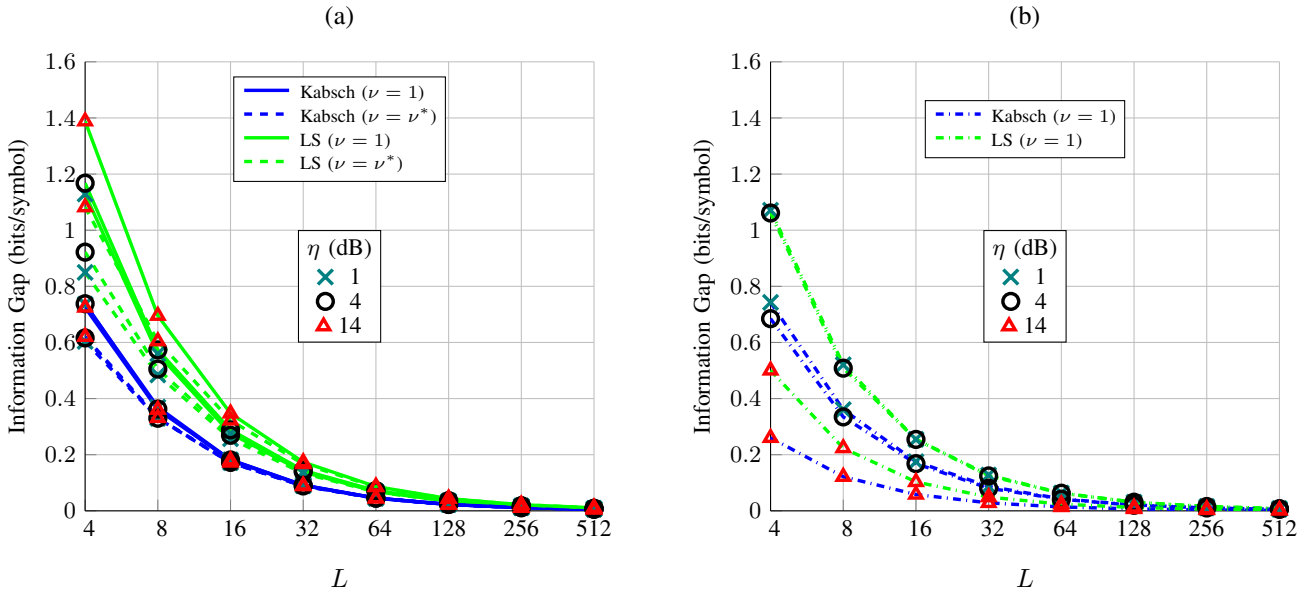 (a)
Information Gap (bits/symbol)
1.6
1.4
1.2
1
0.8
0.6
0.4
0.2
0
Kabsch (ν = 1)
Kabsch (ν = ν*)
LS (ν = 1)
LS (ν = ν*)
η (dB)
1
4
14
4 8 16 32 64 128 256 512
L
(b)
Information Gap (bits/symbol)
1.6
1.4
1.2
1
0.8
0.6
0.4
0.2
0
Kabsch (ν = 1)
LS (ν = 1)
η (dB)
1
4
14
4 8 16 32 64 128 256 512
L